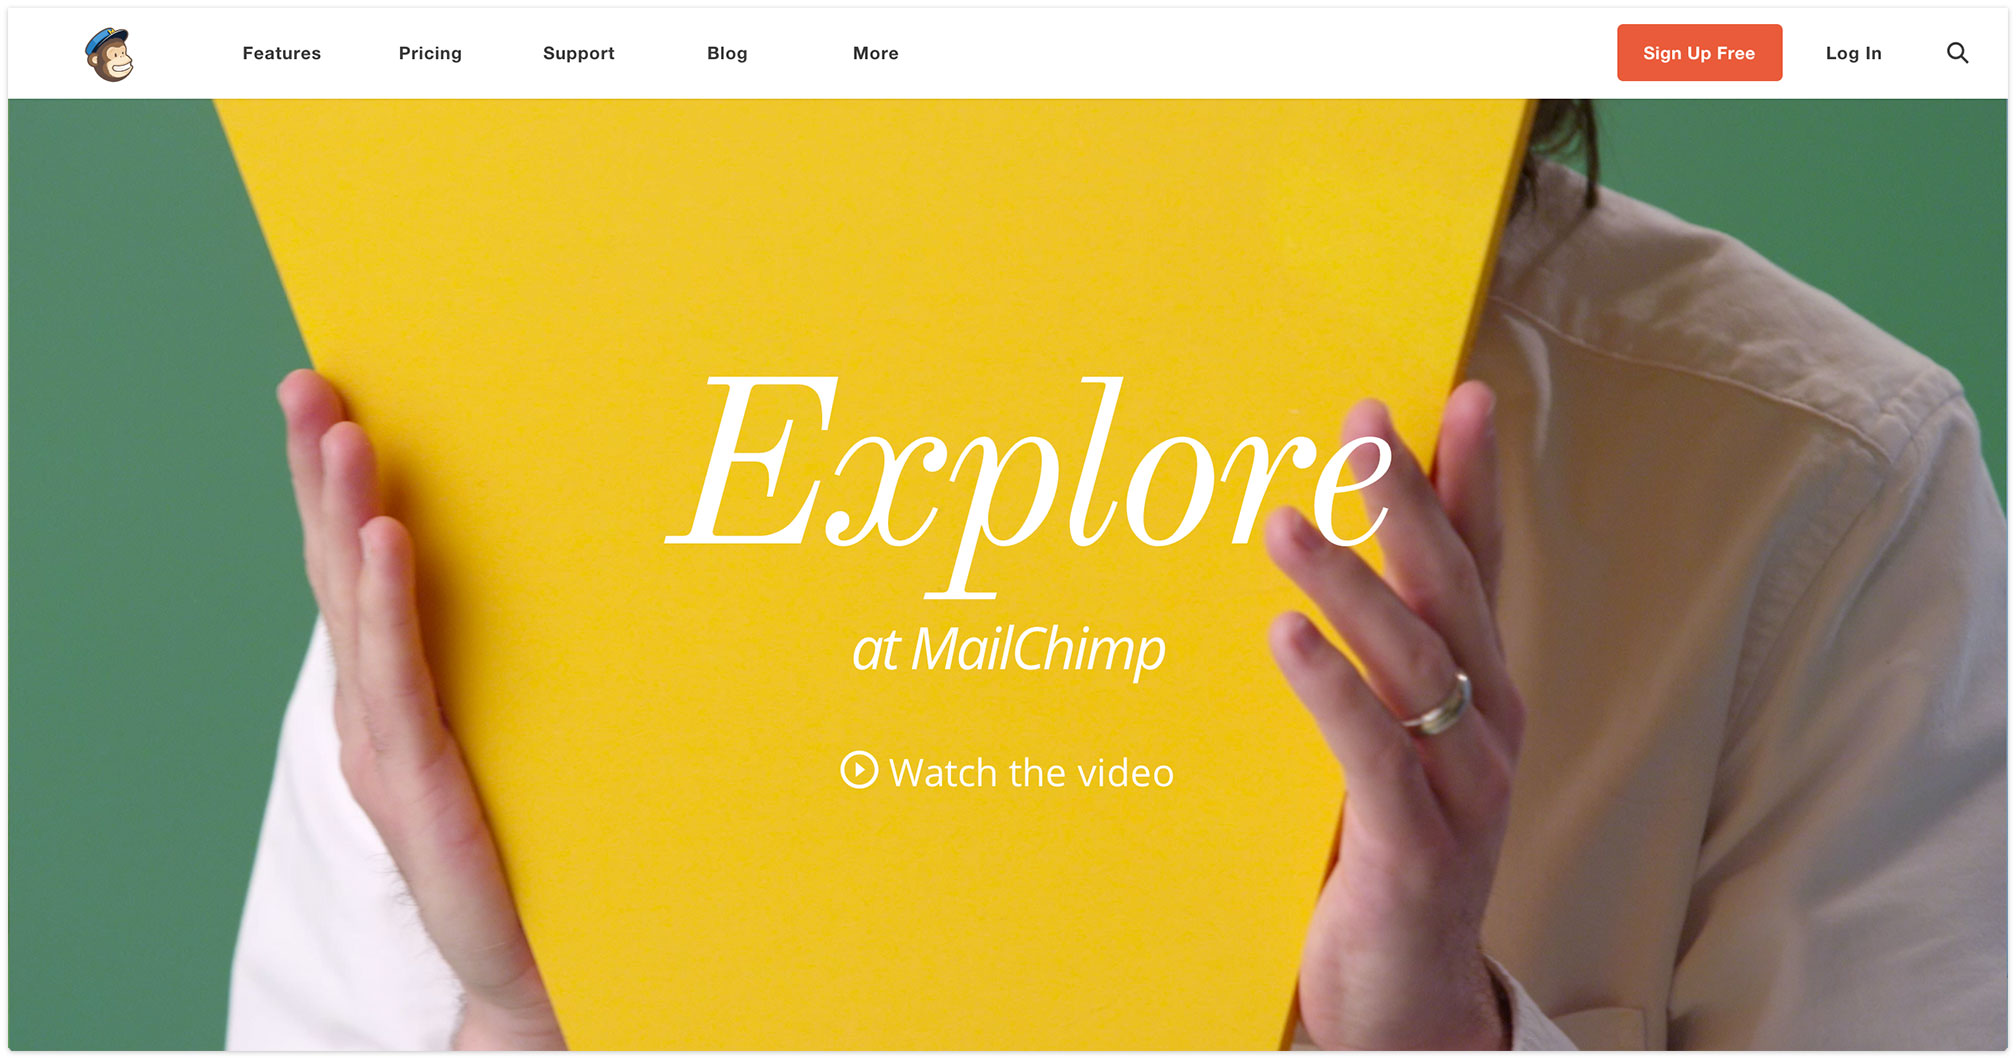 Features Pricing Support Blog More Sign Up Free Log In
Explore
at MailChimp
Watch the video